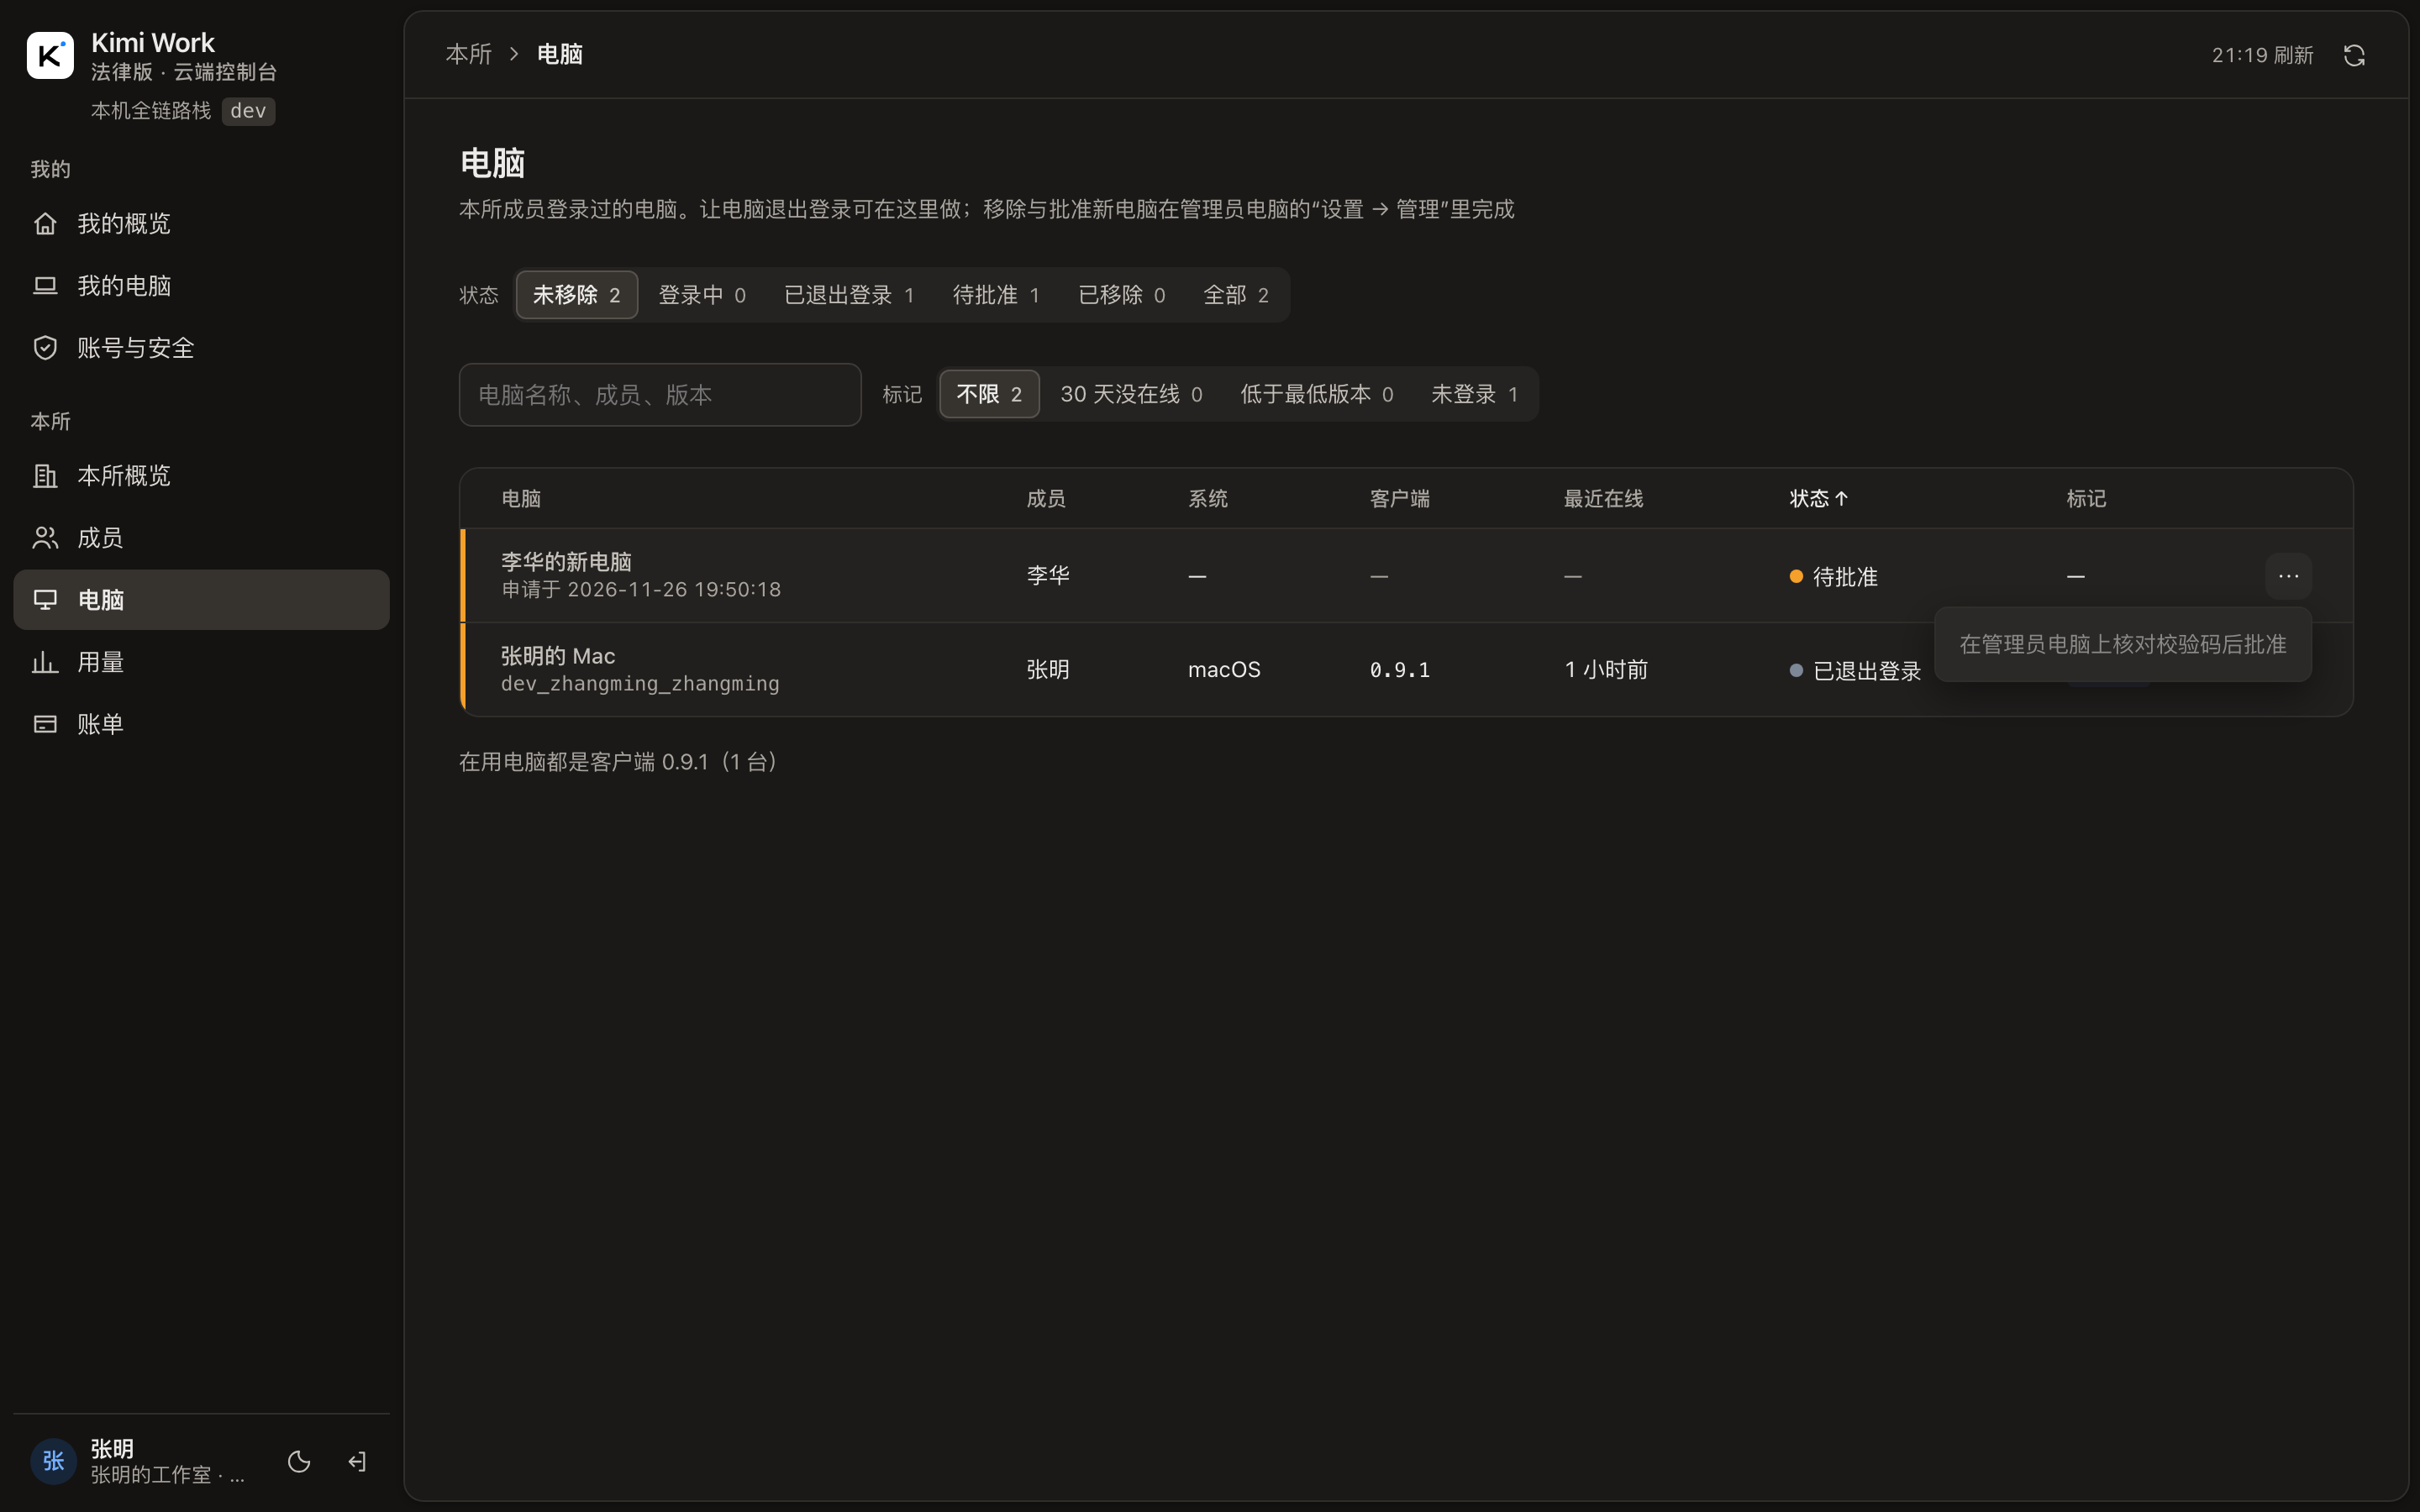 Kimi Work
法律版 · 云端控制台
本机全链路栈 dev
我的
我的概览
我的电脑
账号与安全
本所
本所概览
成员
电脑
用量
账单
张
张明
张明的工作室 · ...
本所 > 电脑
21:19 刷新
电脑
本所成员登录过的电脑。让电脑退出登录可在这里做；移除与批准新电脑在管理员电脑的“设置 → 管理”里完成
状态 未移除 2 登录中 0 已退出登录 1 待批准 1 已移除 0 全部 2
电脑名称、成员、版本 标记 不限 2 30 天没在线 0 低于最低版本 0 未登录 1
电脑 成员 系统 客户端 最近在线 状态 ↑ 标记
李华的新电脑
申请于 2026-11-26 19:50:18
李华 — — — 待批准 — ...
在管理员电脑上核对校验码后批准
张明的 Mac
dev_zhangming_zhangming
张明 macOS 0.9.1 1 小时前 已退出登录
在用电脑都是客户端 0.9.1（1 台）